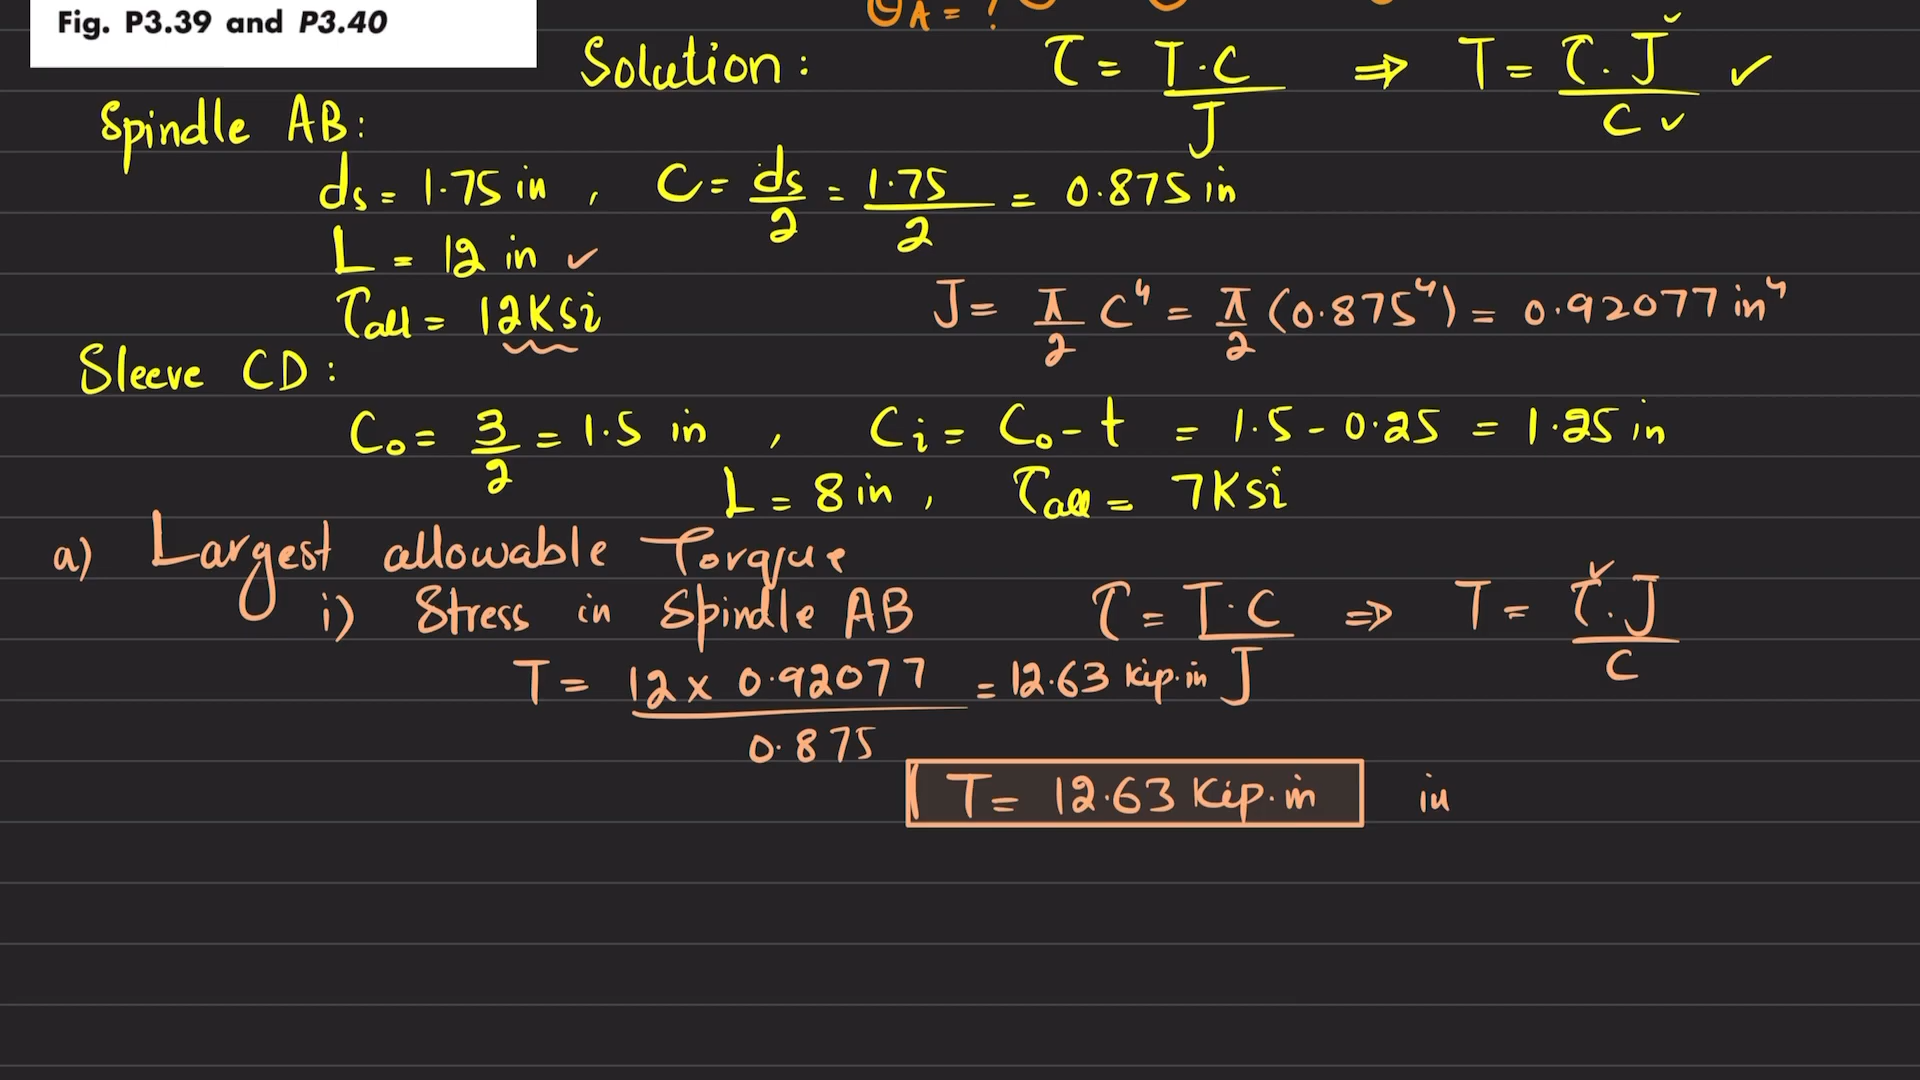 Fig. P3.39 and P3.40
θA = ?
Solution : τ = T·C / J ⇒ T = τ·J / C ✓
Spindle AB:
ds = 1.75 in , C = ds/2 = 1.75/2 = 0.875 in
L = 12 in ✓
τall = 12 Ksi
J = π/2 C⁴ = π/2 (0.875⁴) = 0.92077 in⁴
Sleeve CD :
Co = 3/2 = 1.5 in , Ci = Co - t = 1.5 - 0.25 = 1.25 in
L = 8 in , τall = 7 Ksi
a) Largest allowable Torque
i) Stress in Spindle AB τ = T·C / J ⇒ T = τ·J / C
T = 12 x 0.92077 / 0.875 = 12.63 kip.in
T = 12.63 Kip.in in